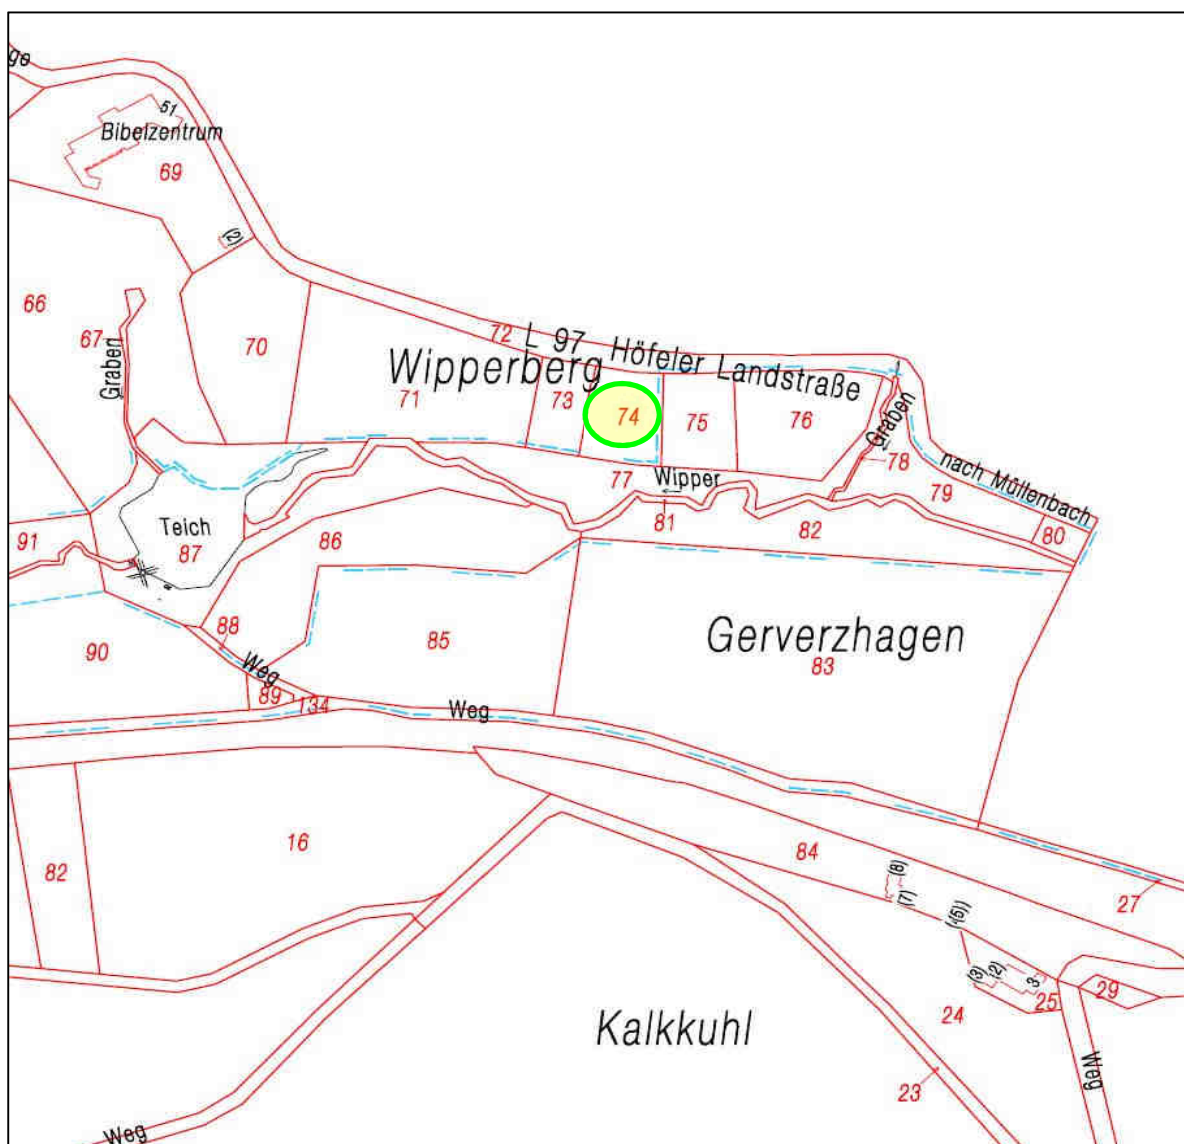 ge
51
Bibelzentrum
69
(2)
66
67
Graben
70
72
L 97 Höfeler Landstraße
Wipperberg
71
73
74
75
76
Graben
78
nach Müllenbach
77
Wipper
79
80
81
82
Teich
87
91
86
88
Weg
90
85
Gerverzhagen
83
89
134
Weg
16
82
84
(8)
(7)
27
(5)
(3)
(2)
3
25
29
24
Kalkkuhl
Weg
23
Weg